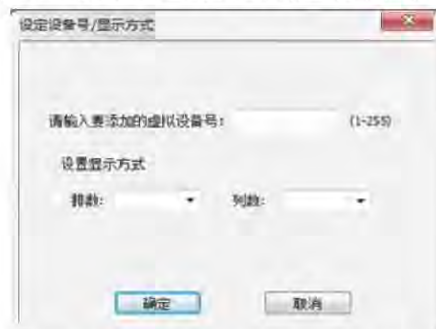 设定设备号/显示方式
请输入要添加的虚拟设备号: (1-255)
设置显示方式
排数: 列数:
确定 取消